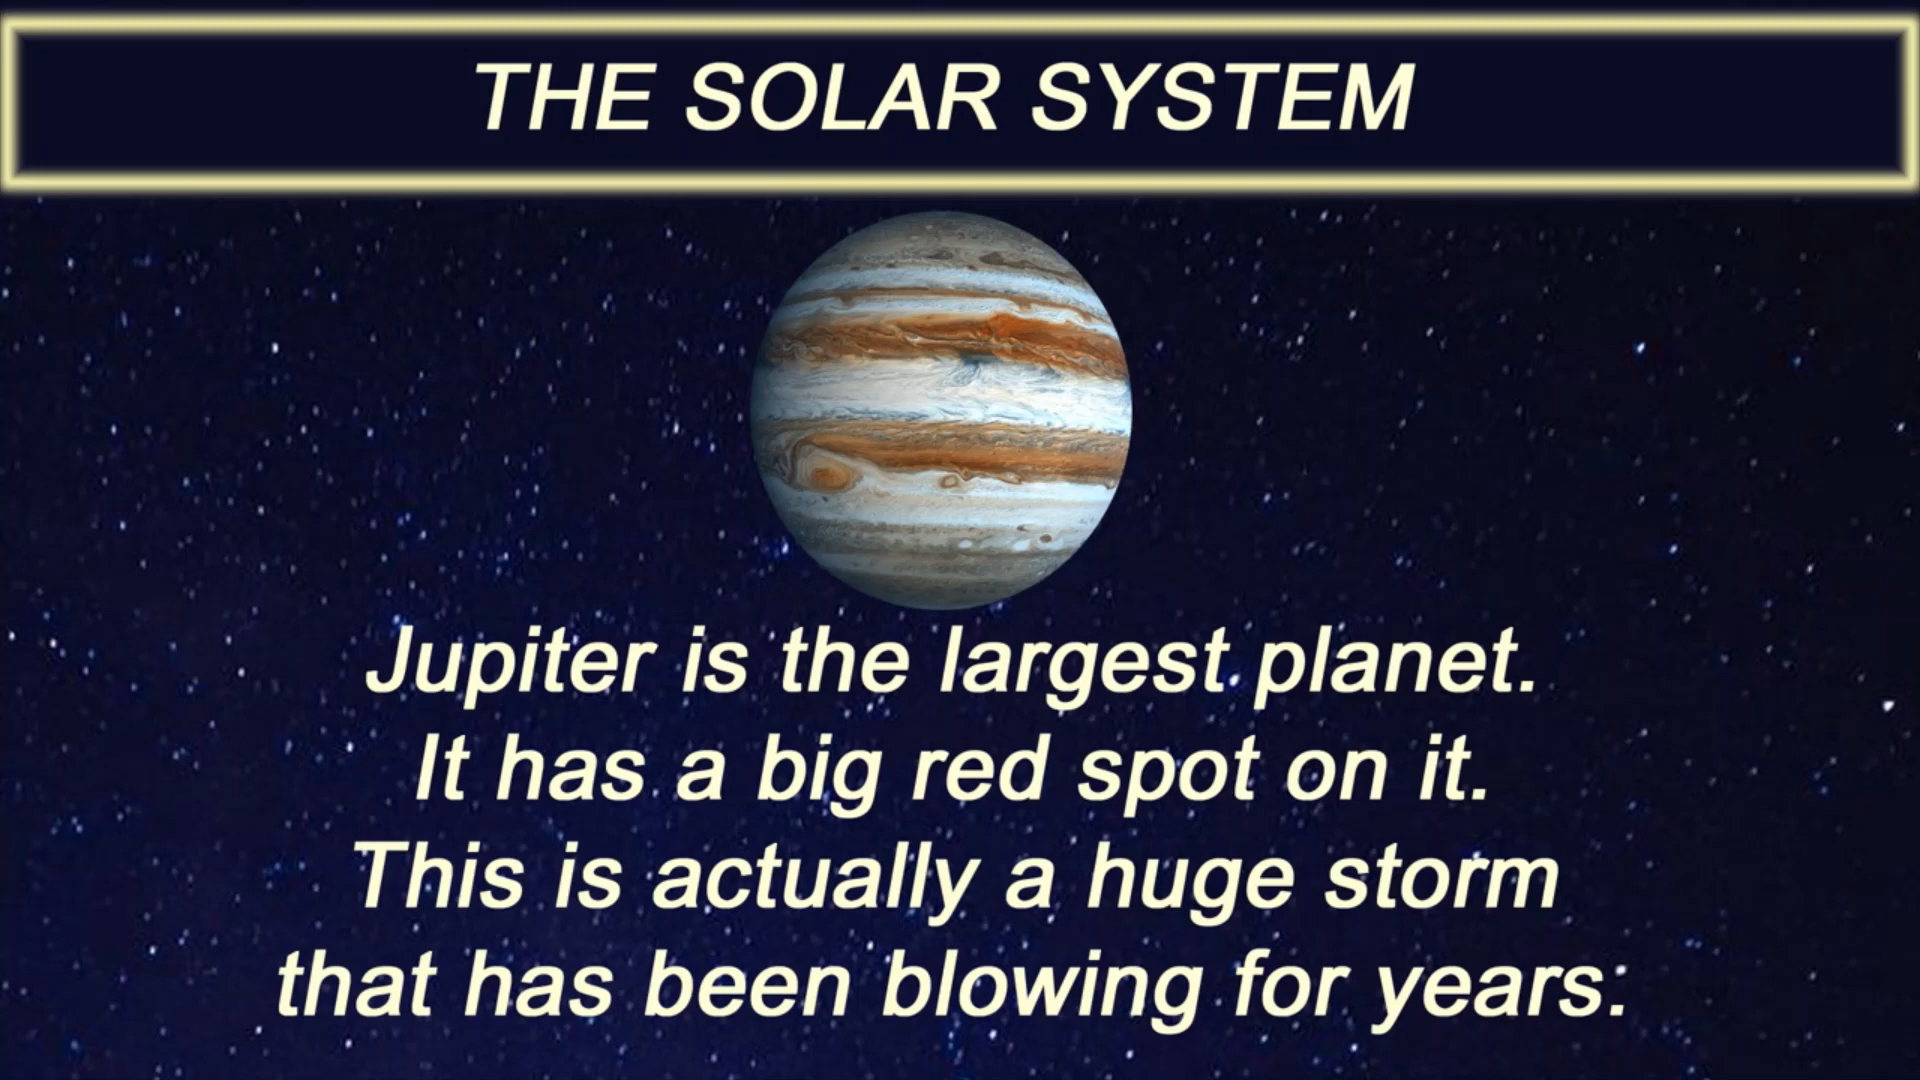 THE SOLAR SYSTEM
Jupiter is the largest planet.
It has a big red spot on it.
This is actually a huge storm
that has been blowing for years.